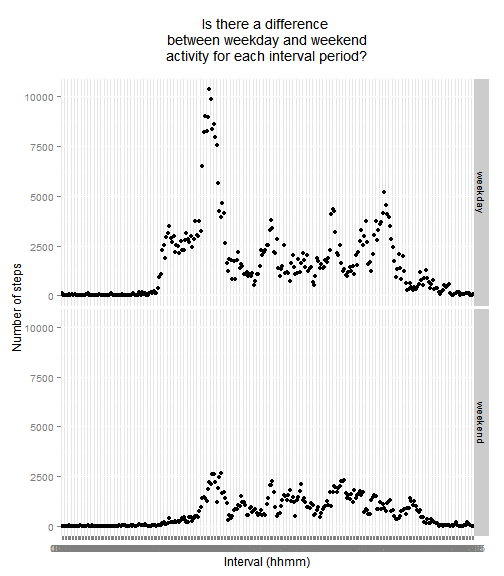 Is there a difference
between weekday and weekend
activity for each interval period?
10000
7500
5000
2500
0
weekday
Number of steps
10000
7500
5000
2500
0
weekend
Interval (hhmm)